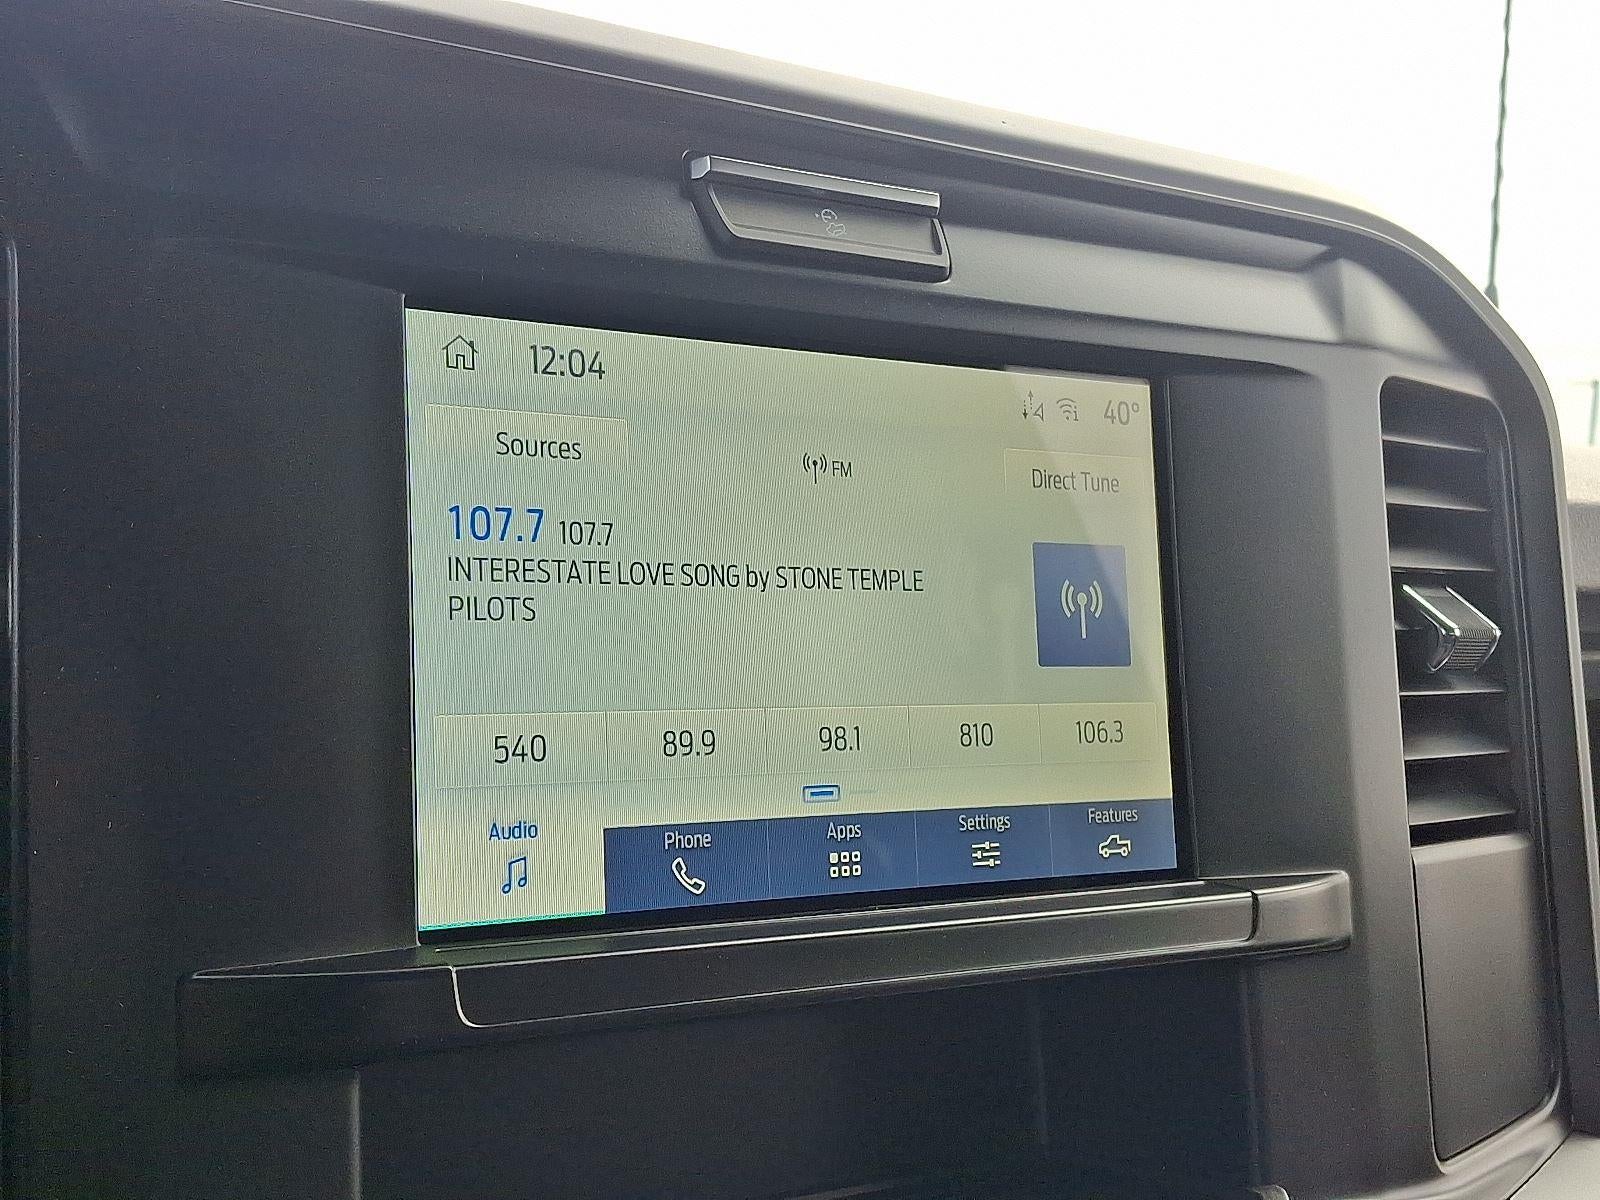 12:04
40°
Sources
FM
Direct Tune
107.7 107.7
INTERESTATE LOVE SONG by STONE TEMPLE
PILOTS
540 89.9 98.1 810 106.3
Audio Phone Apps Settings Features